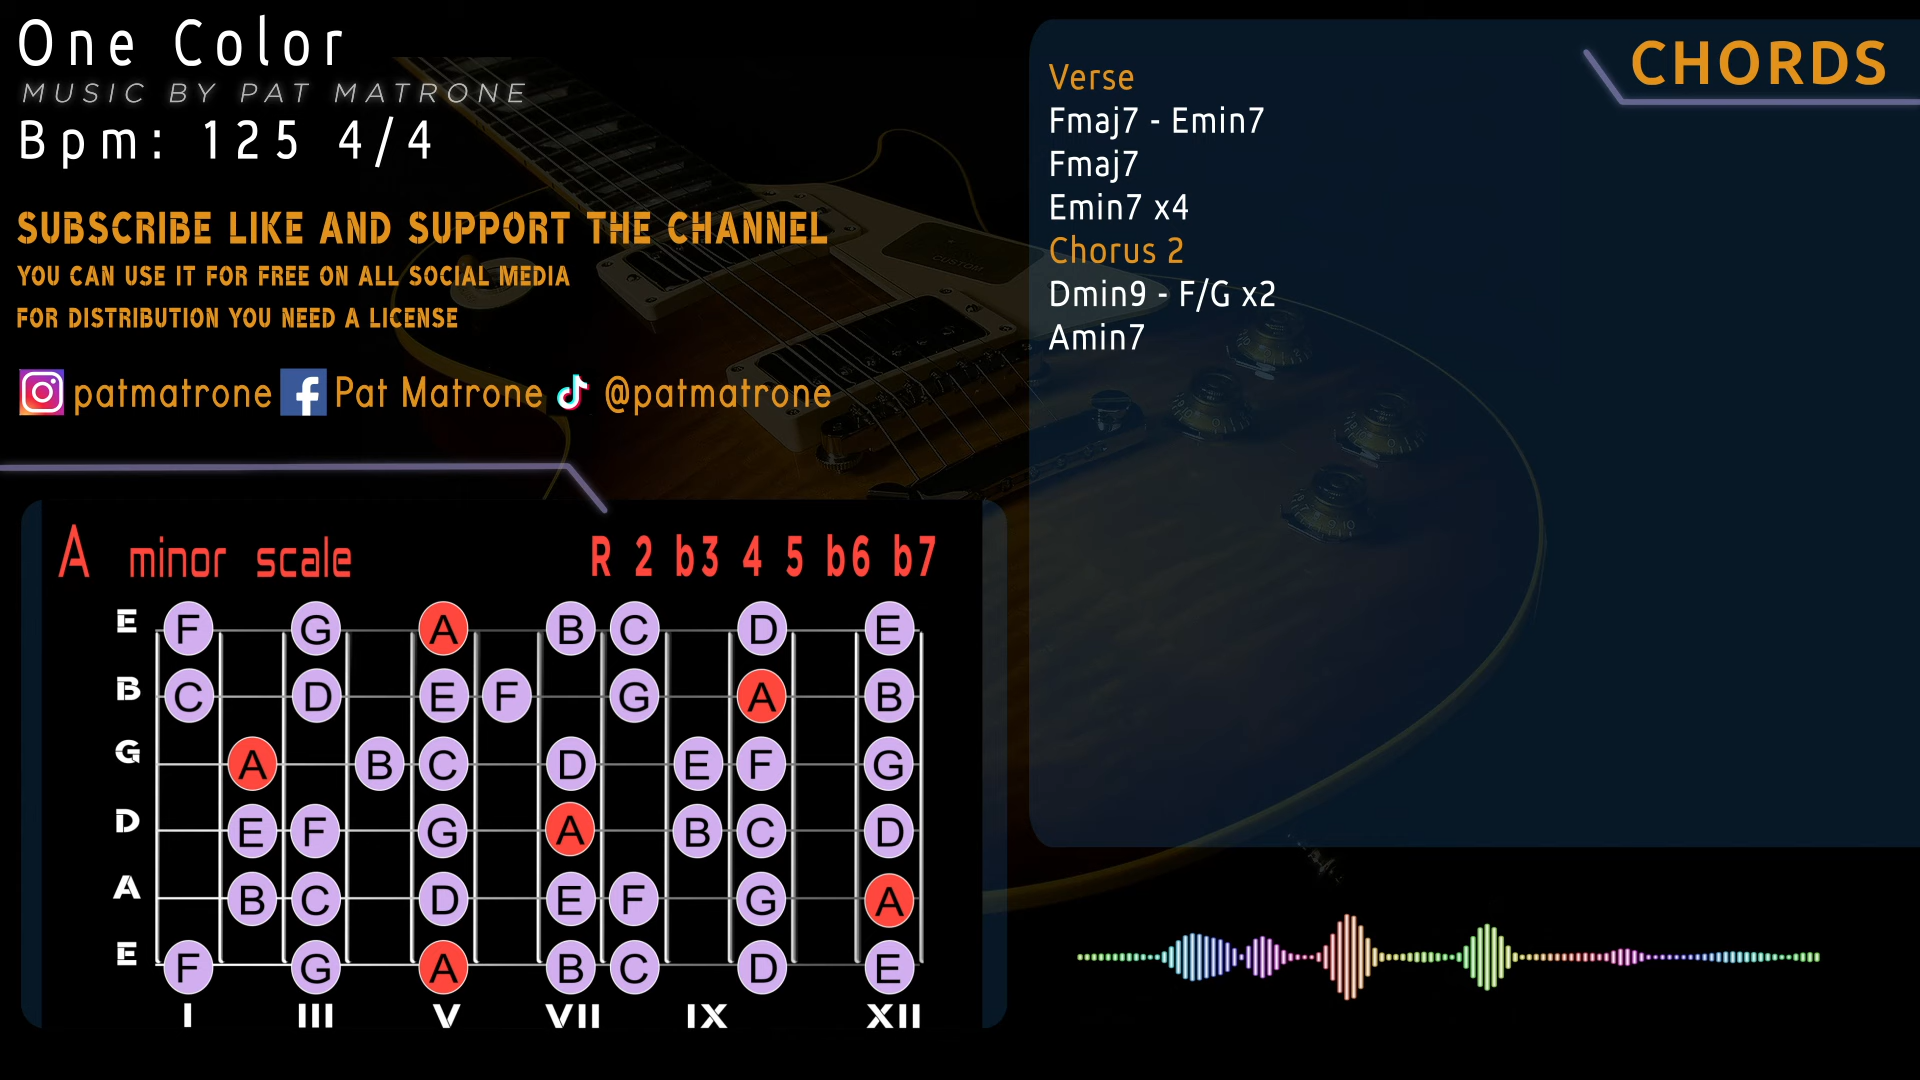 One Color
MUSIC BY PAT MATRONE
Bpm: 125 4/4
SUBSCRIBE LIKE AND SUPPORT THE CHANNEL
YOU CAN USE IT FOR FREE ON ALL SOCIAL MEDIA
FOR DISTRIBUTION YOU NEED A LICENSE
patmatrone Pat Matrone @patmatrone
CHORDS
Verse
Fmaj7 - Emin7
Fmaj7
Emin7 x4
Chorus 2
Dmin9 - F/G x2
Amin7
CUSTOM
A minor scale R 2 b3 4 5 b6 b7
E F G A B C D E
B C D E F G A B
G A B C D E F G
D E F G A B C D
A B C D E F G A
E F G A B C D E
I III V VII IX XII